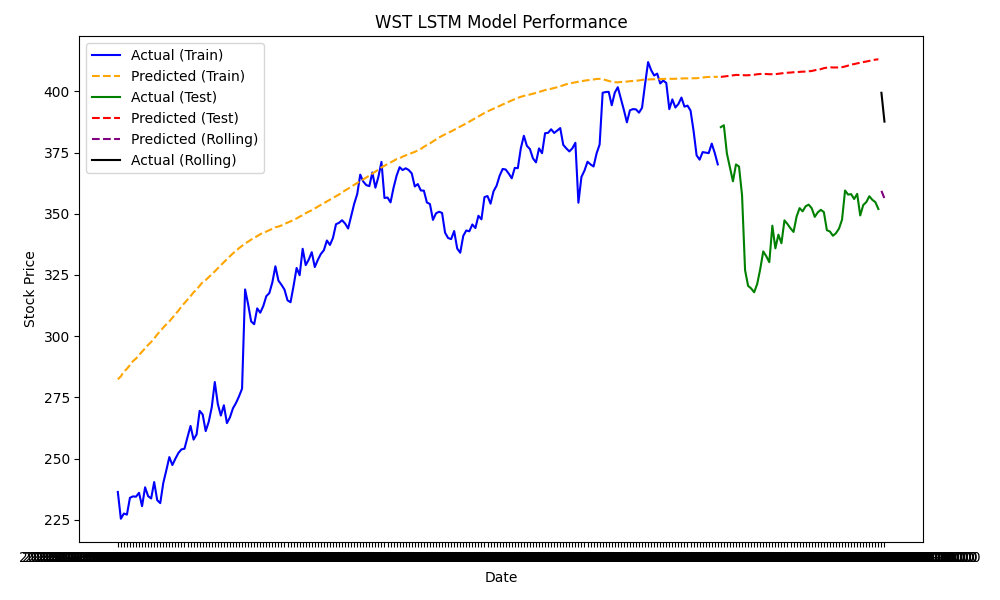 WST LSTM Model Performance
Actual (Train)
Predicted (Train)
Actual (Test)
Predicted (Test)
Predicted (Rolling)
Actual (Rolling)
400
375
350
325
300
275
250
225
Stock Price
Date